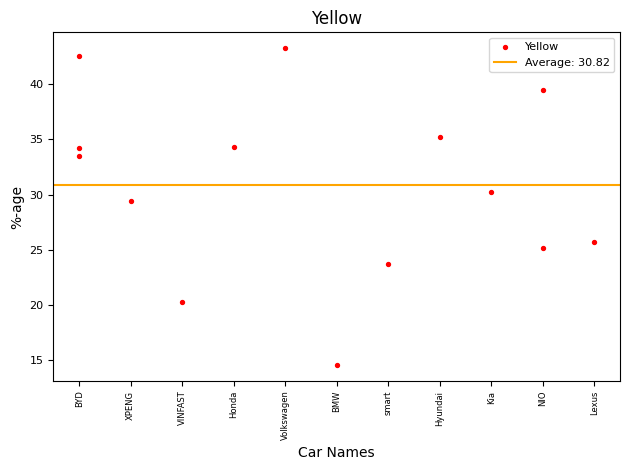 Yellow
Yellow
Average: 30.82
40
35
30
25
20
15
%-age
BYD
XPENG
VINFAST
Honda
Volkswagen
BMW
smart
Hyundai
Kia
NIO
Lexus
Car Names